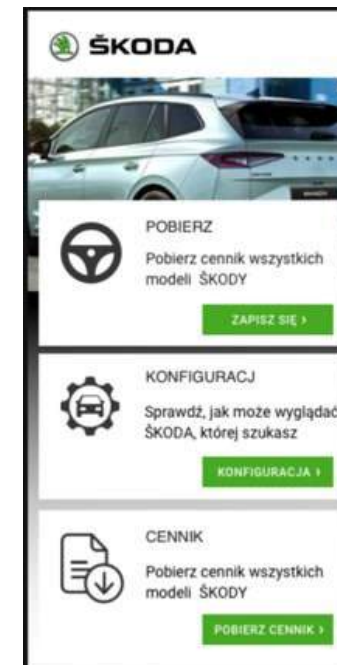 ŠKODA
POBIERZ
Pobierz cennik wszystkich
modeli ŠKODY
ZAPISZ SIĘ ›
KONFIGURACJ
Sprawdź, jak może wyglądać
ŠKODA, której szukasz
KONFIGURACJA ›
CENNIK
Pobierz cennik wszystkich
modeli ŠKODY
POBIERZ CENNIK ›